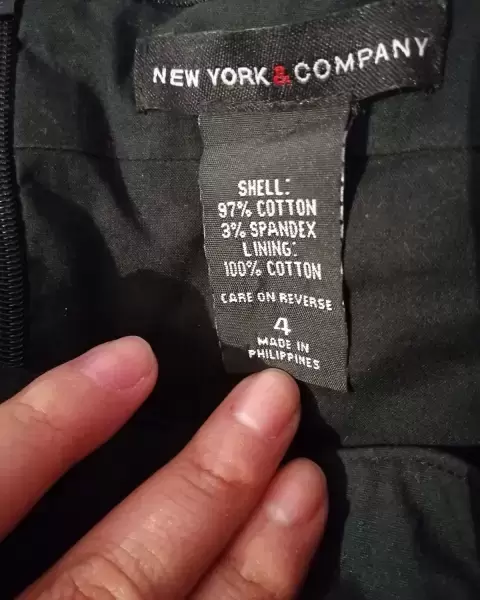 NEW YORK & COMPANY
SHELL:
97% COTTON
3% SPANDEX
LINING:
100% COTTON
CARE ON REVERSE
4
MADE IN
PHILIPPINES